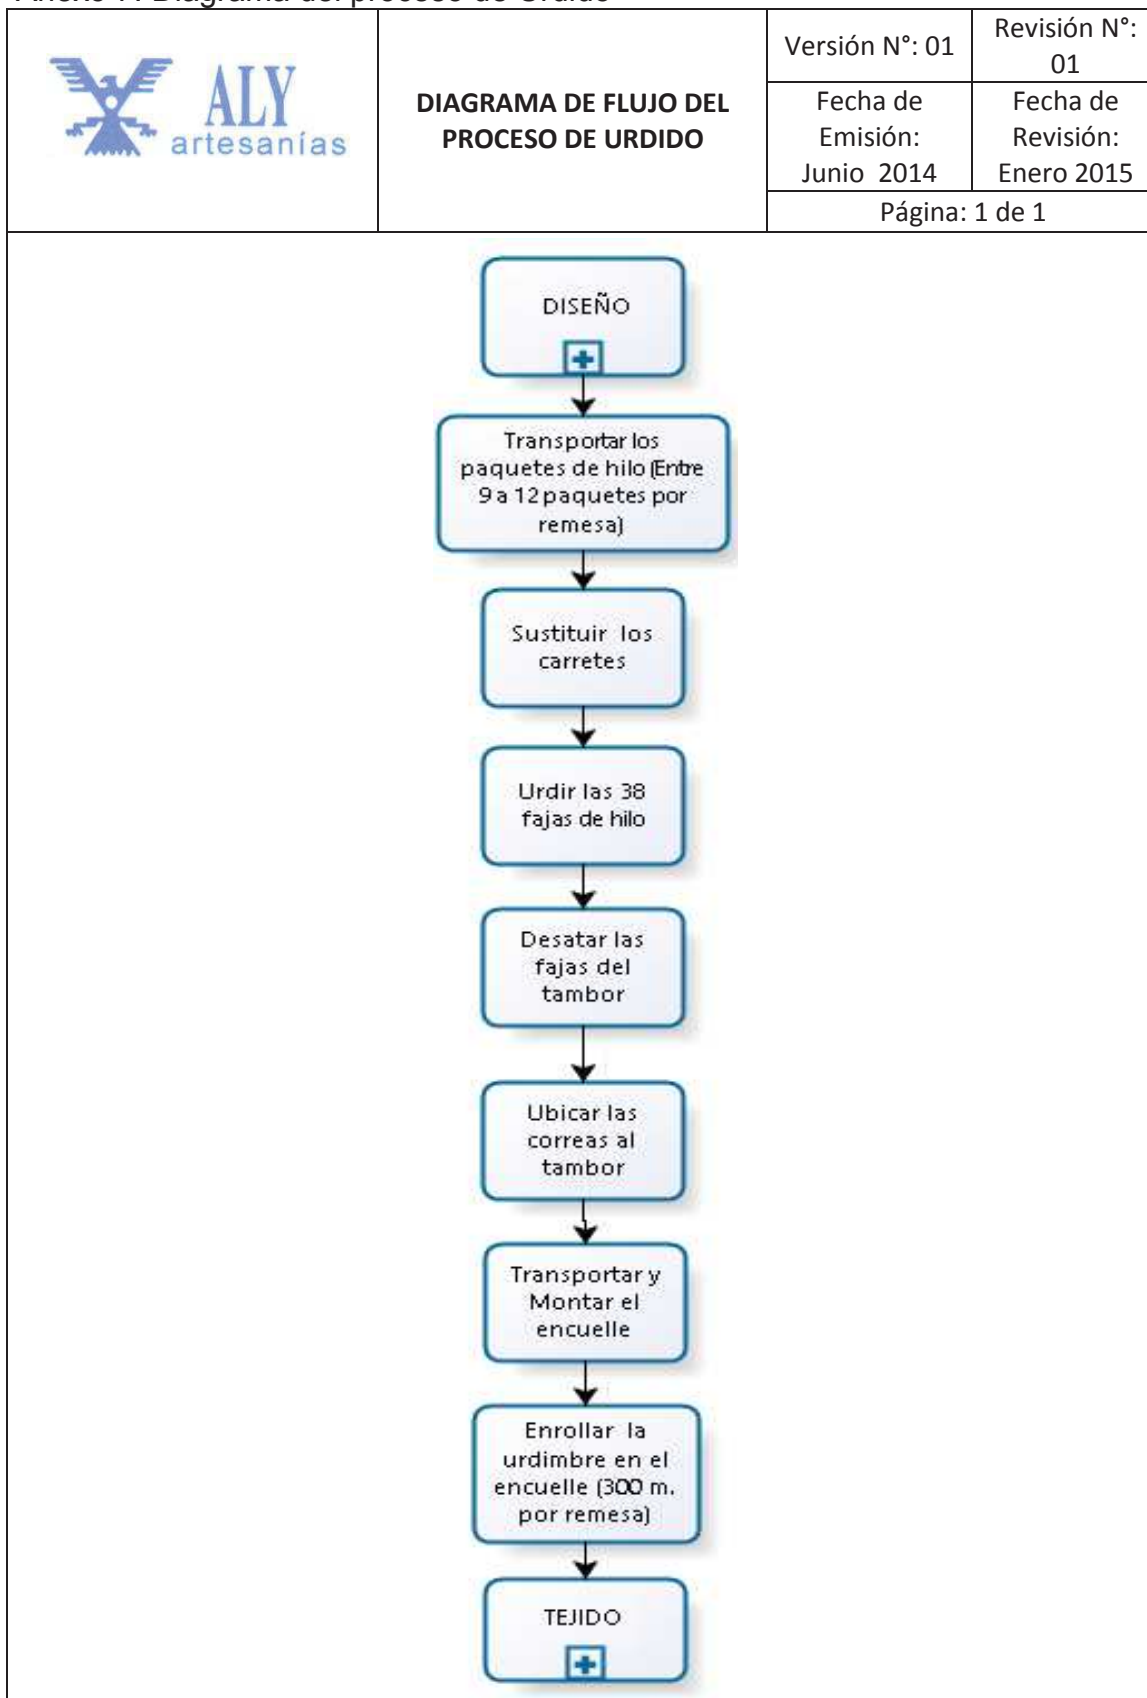 Diagrama del proceso de Urdido
ALY
artesanías
DIAGRAMA DE FLUJO DEL
PROCESO DE URDIDO
Versión N°: 01
Revisión N°:
01
Fecha de
Emisión:
Junio 2014
Fecha de
Revisión:
Enero 2015
Página: 1 de 1
DISEÑO
Transportar los
paquetes de hilo (Entre
9 a 12 paquetes por
remesa)
Sustituir los
carretes
Urdir las 38
fajas de hilo
Desatar las
fajas del
tambor
Ubicar las
correas al
tambor
Transportar y
Montar el
encuelle
Enrollar la
urdimbre en el
encuelle (300 m.
por remesa)
TEJIDO